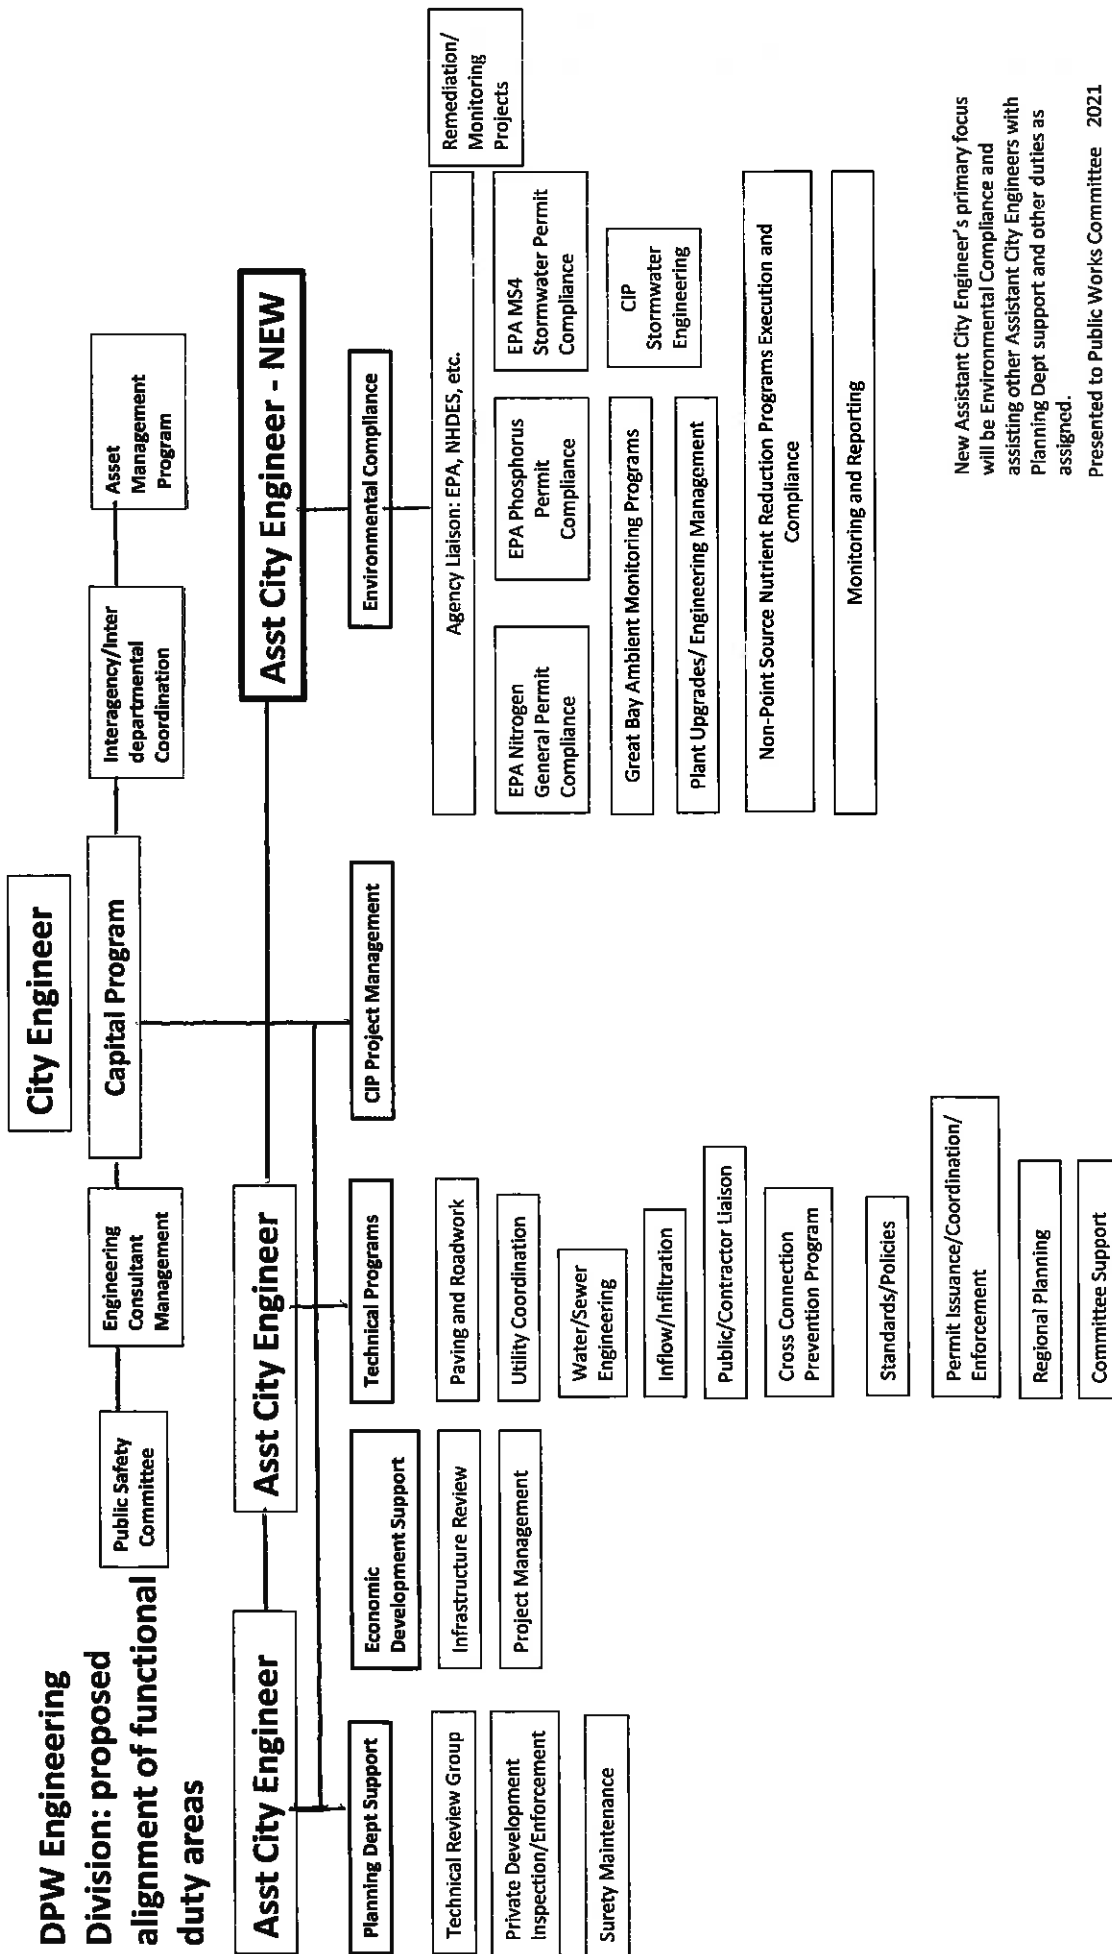 DPW Engineering
Division: proposed
alignment of functional
duty areas
City Engineer
Capital Program
Public Safety
Committee
Engineering
Consultant
Management
Interagency/Inter
departmental
Coordination
Asset
Management
Program
Asst City Engineer
Asst City Engineer
Asst City Engineer - NEW
Planning Dept Support
Technical Review Group
Private Development
Inspection/Enforcement
Surety Maintenance
Economic
Development Support
Infrastructure Review
Project Management
Technical Programs
Paving and Roadwork
Utility Coordination
Water/Sewer
Engineering
Inflow/Infiltration
Public/Contractor Liaison
Cross Connection
Prevention Program
Standards/Policies
Permit Issuance/Coordination/
Enforcement
Regional Planning
Committee Support
CIP Project Management
Environmental Compliance
Agency Liaison: EPA, NHDES, etc.
Remediation/
Monitoring
Projects
EPA Nitrogen
General Permit
Compliance
EPA Phosphorus
Permit
Compliance
EPA MS4
Stormwater Permit
Compliance
Great Bay Ambient Monitoring Programs
CIP
Stormwater
Engineering
Plant Upgrades/ Engineering Management
Non-Point Source Nutrient Reduction Programs Execution and
Compliance
Monitoring and Reporting
New Assistant City Engineer's primary focus
will be Environmental Compliance and
assisting other Assistant City Engineers with
Planning Dept support and other duties as
assigned.
Presented to Public Works Committee 2021